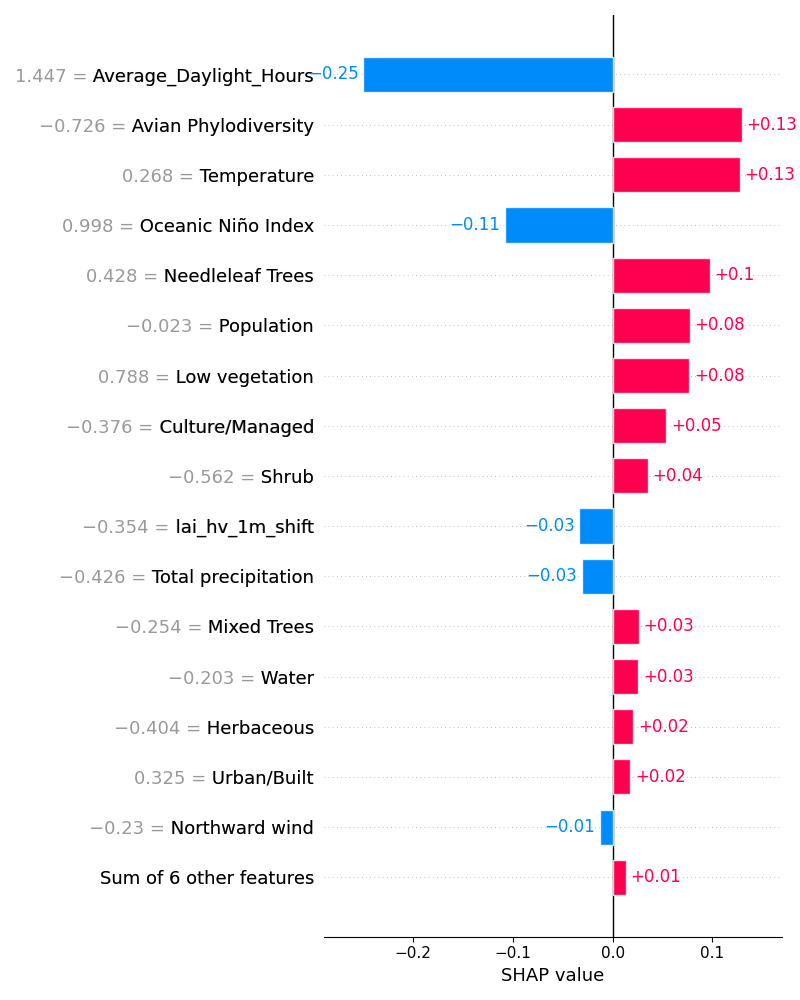 1.447 = Average_Daylight_Hours −0.25
−0.726 = Avian Phylodiversity +0.13
0.268 = Temperature +0.13
0.998 = Oceanic Niño Index −0.11
0.428 = Needleleaf Trees +0.1
−0.023 = Population +0.08
0.788 = Low vegetation +0.08
−0.376 = Culture/Managed +0.05
−0.562 = Shrub +0.04
−0.354 = lai_hv_1m_shift −0.03
−0.426 = Total precipitation −0.03
−0.254 = Mixed Trees +0.03
−0.203 = Water +0.03
−0.404 = Herbaceous +0.02
0.325 = Urban/Built +0.02
−0.23 = Northward wind −0.01
Sum of 6 other features +0.01
−0.2 −0.1 0.0 0.1
SHAP value